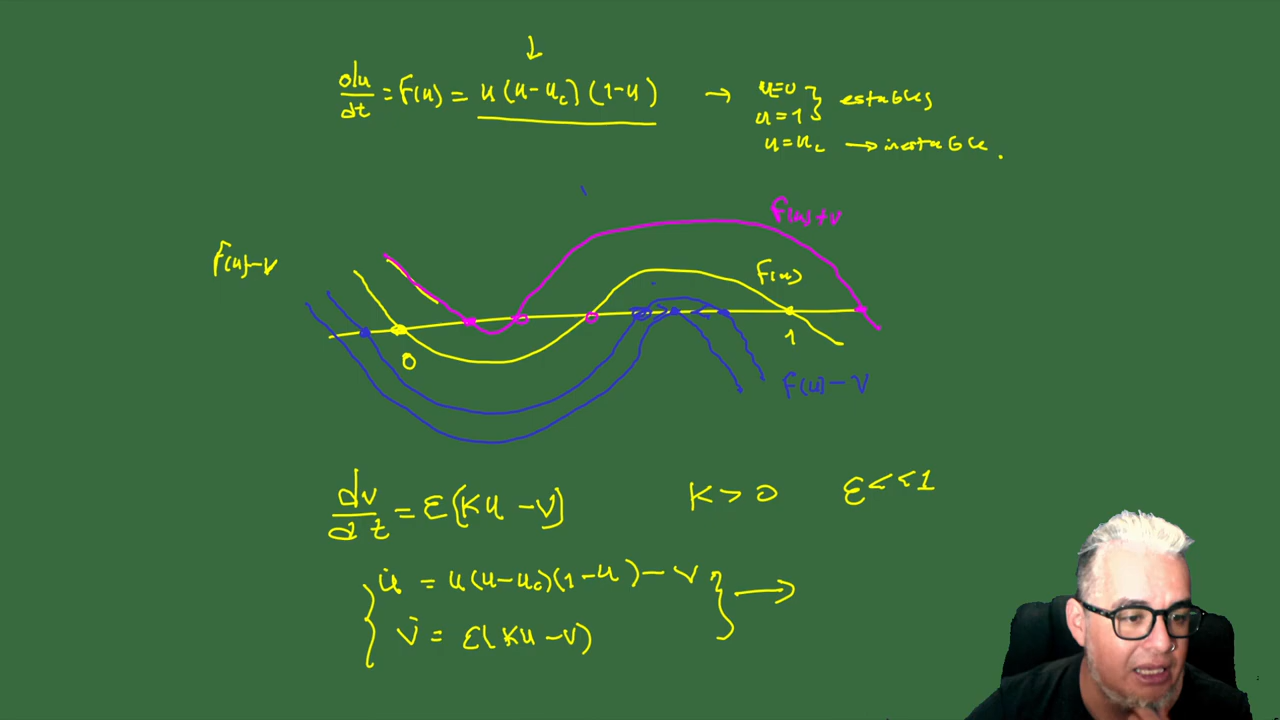 du/dt = f(u) = u(u-u_c)(1-u) → u=0 } estables
u=1
u=u_c → inestable.
f(u)+v
f(u)-v
f(u)
0
1
f(u)-v
dv/dt = ε(Ku-v) K>0 ε<<1
{ u̇ = u(u-u_c)(1-u)-v } →
v̇ = ε(Ku-v)